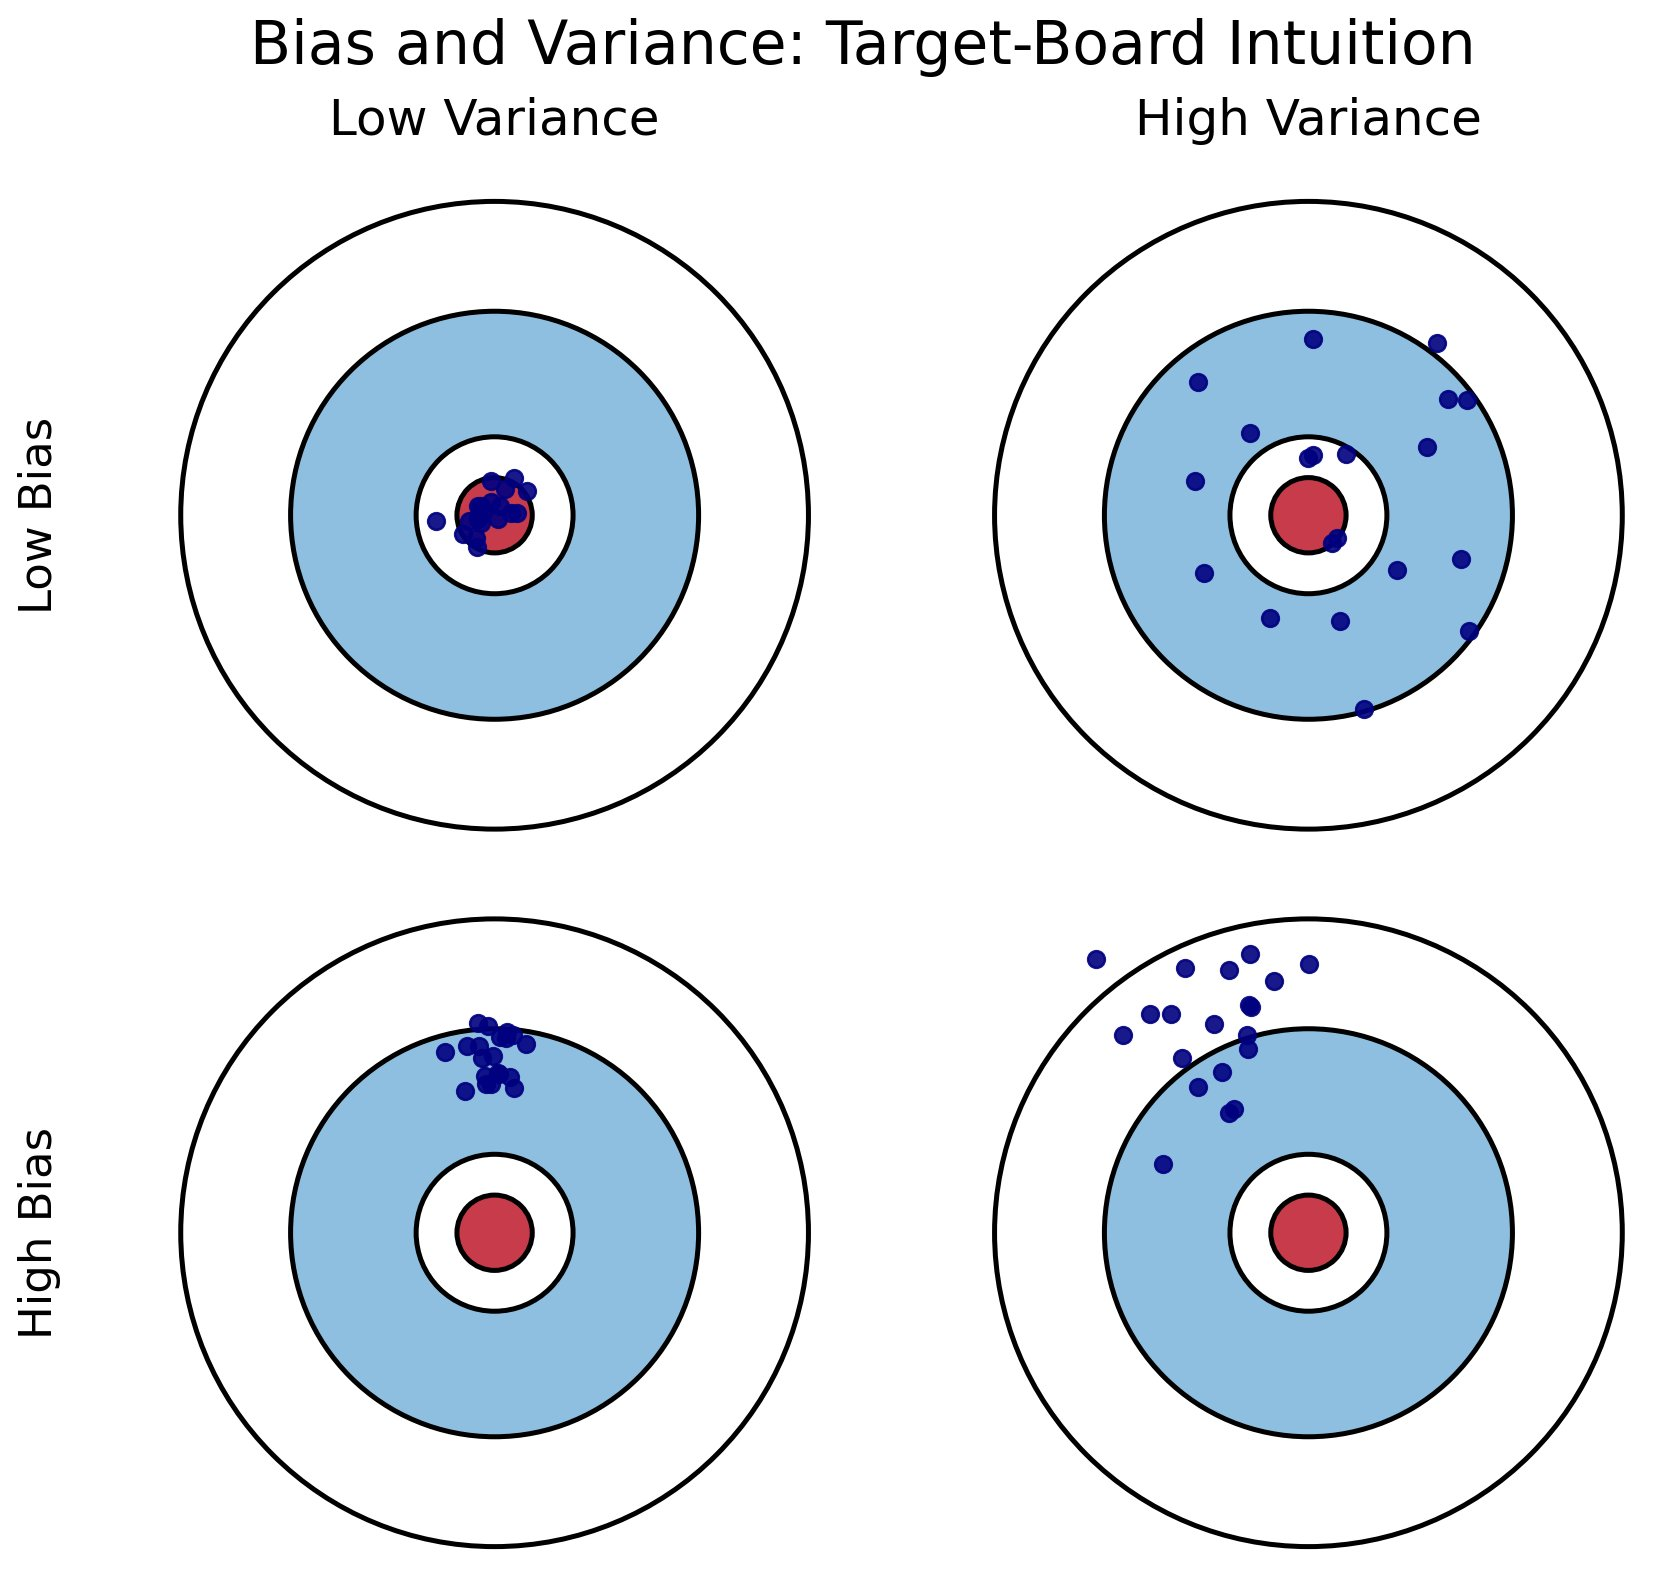 Bias and Variance: Target-Board Intuition
Low Variance
High Variance
Low Bias
High Bias